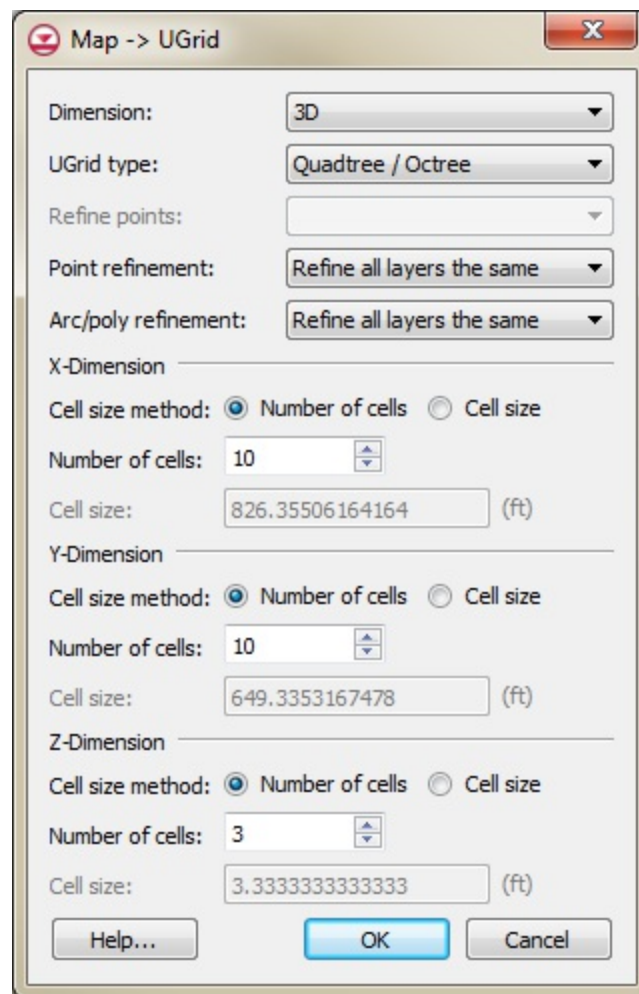 Map -> UGrid
Dimension: 3D
UGrid type: Quadtree / Octree
Refine points:
Point refinement: Refine all layers the same
Arc/poly refinement: Refine all layers the same
X-Dimension
Cell size method: Number of cells Cell size
Number of cells: 10
Cell size: 826.35506164164 (ft)
Y-Dimension
Cell size method: Number of cells Cell size
Number of cells: 10
Cell size: 649.3353167478 (ft)
Z-Dimension
Cell size method: Number of cells Cell size
Number of cells: 3
Cell size: 3.3333333333333 (ft)
Help... OK Cancel